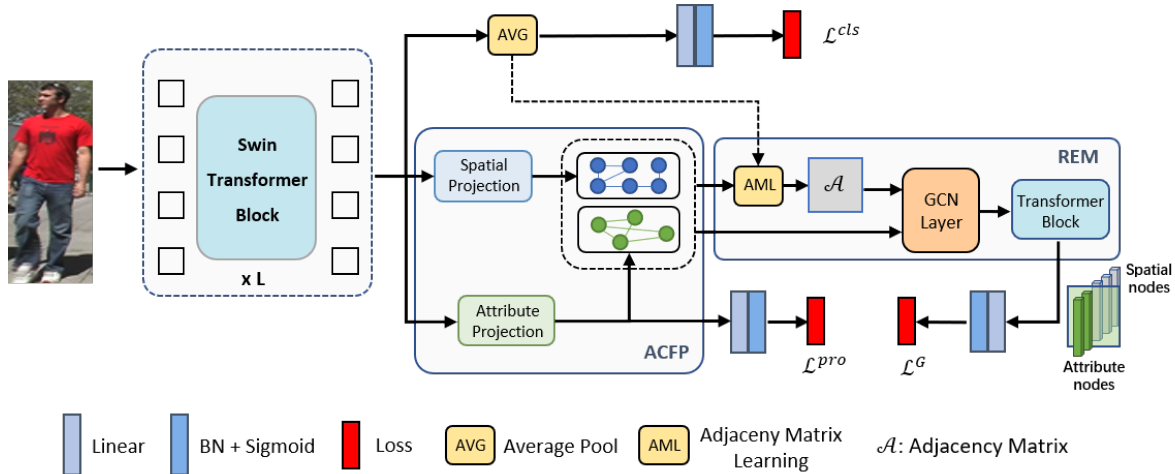 AVG
ℒ^cls
Swin
Transformer
Block
x L
Spatial
Projection
Attribute
Projection
ACFP
REM
AML
𝒜
GCN
Layer
Transformer
Block
Spatial
nodes
Attribute
nodes
ℒ^pro
ℒ^G
Linear
BN + Sigmoid
Loss
AVG
Average Pool
AML
Adjaceny Matrix
Learning
𝒜: Adjacency Matrix